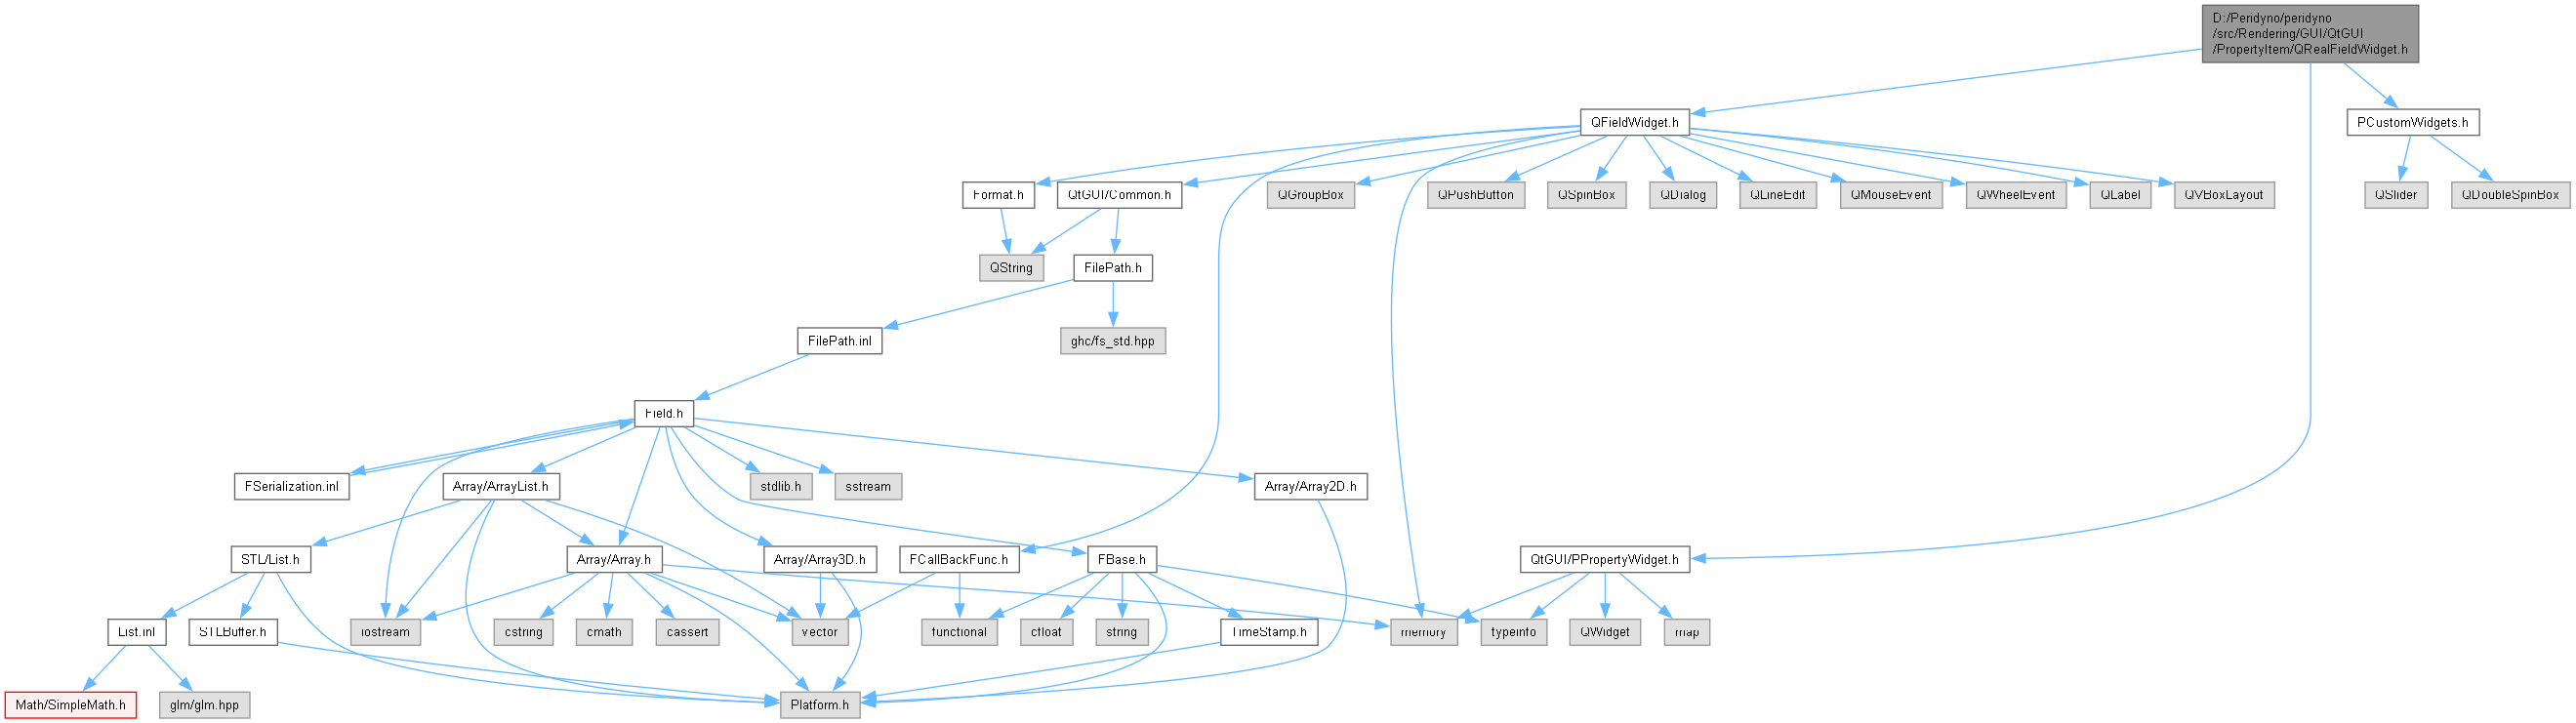 D:/Peridyno/peridyno
/src/Rendering/GUI/QtGUI
/PropertyItem/QRealFieldWidget.h
QFieldWidget.h
PCustomWidgets.h
Format.h
QtGUI/Common.h
QGroupBox
QPushButton
QSpinBox
QDialog
QLineEdit
QMouseEvent
QWheelEvent
QLabel
QVBoxLayout
QSlider
QDoubleSpinBox
QString
FilePath.h
FilePath.inl
ghc/fs_std.hpp
Field.h
FSerialization.inl
Array/ArrayList.h
stdlib.h
sstream
Array/Array2D.h
STL/List.h
Array/Array.h
Array/Array3D.h
FCallBackFunc.h
FBase.h
QtGUI/PPropertyWidget.h
List.inl
STLBuffer.h
iostream
cstring
cmath
cassert
vector
functional
cfloat
string
TimeStamp.h
memory
typeinfo
QWidget
map
Math/SimpleMath.h
glm/glm.hpp
Platform.h